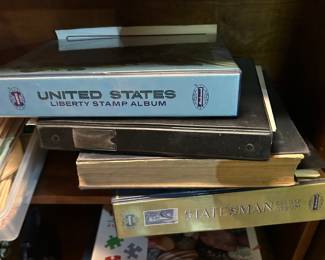 UNITED STATES
LIBERTY STAMP ALBUM
STATESMAN